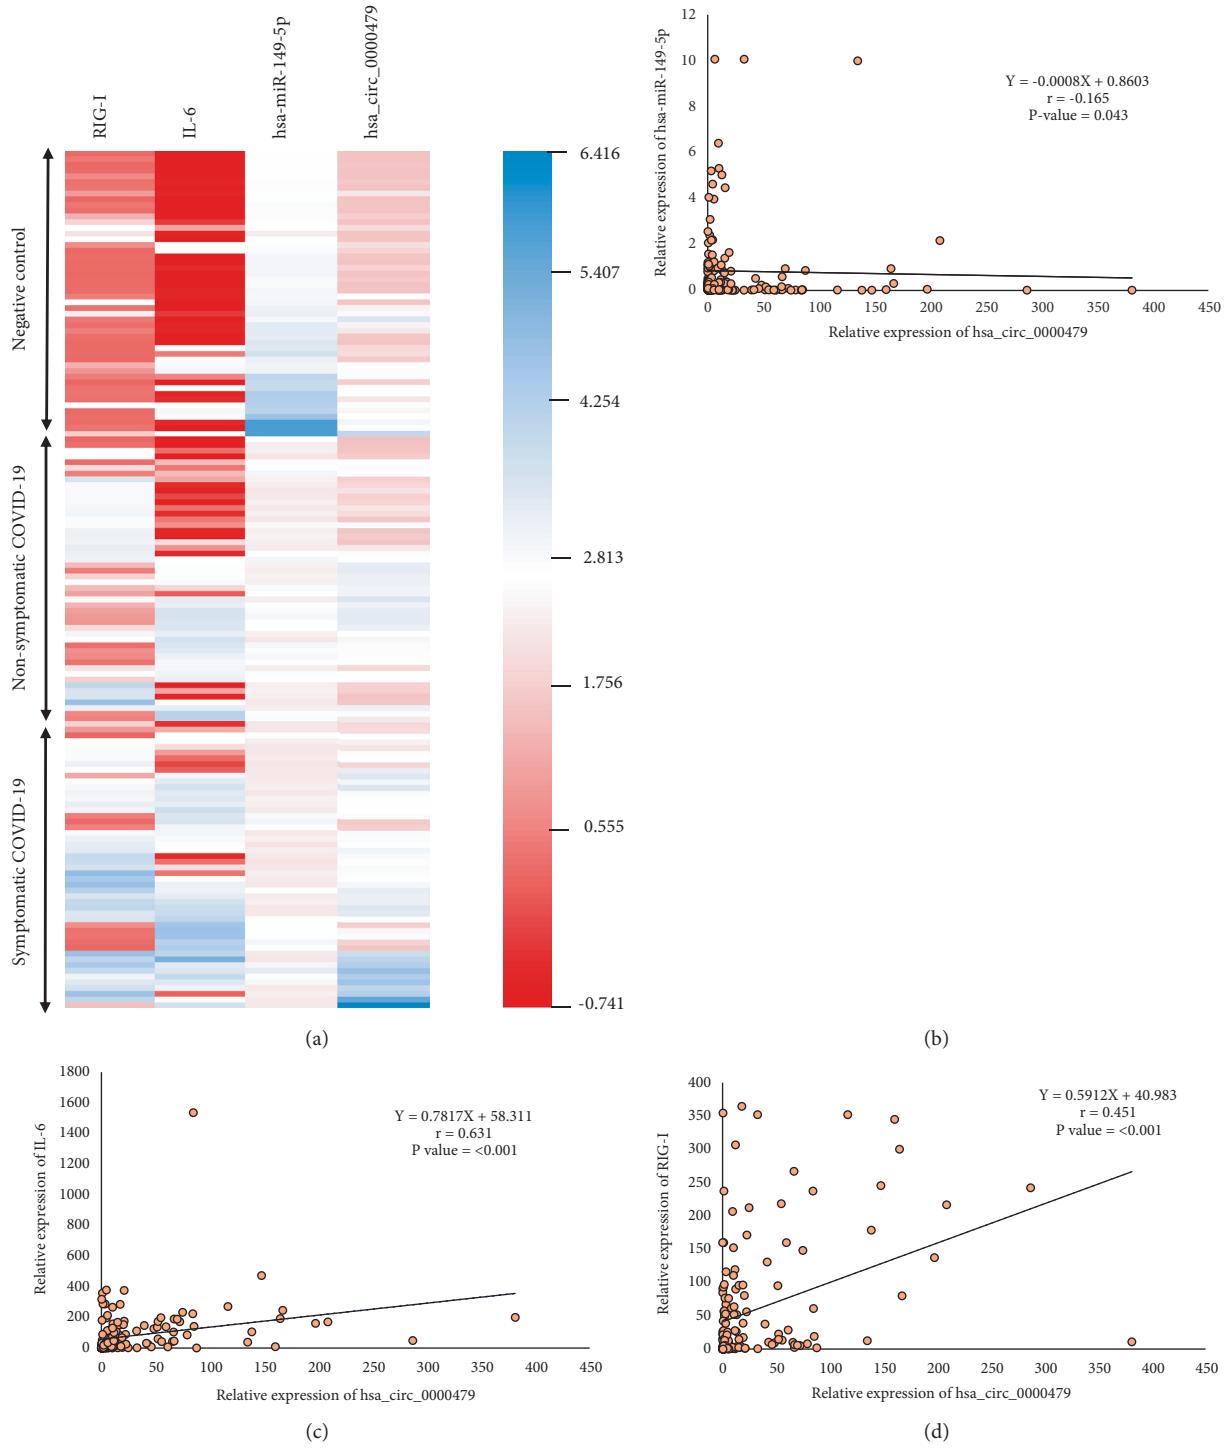 RIG-I
IL-6
hsa-miR-149-5p
hsa_circ_0000479
Negative control
Non-symptomatic COVID-19
Symptomatic COVID-19
6.416
5.407
4.254
2.813
1.756
0.555
-0.741
(a)
Relative expression of hsa-miR-149-5p
12
10
8
6
4
2
0
Y = -0.0008X + 0.8603
r = -0.165
P-value = 0.043
0 50 100 150 200 250 300 350 400 450
Relative expression of hsa_circ_0000479
(b)
Relative expression of IL-6
1800
1600
1400
1200
1000
800
600
400
200
0
Y = 0.7817X + 58.311
r = 0.631
P value = <0.001
0 50 100 150 200 250 300 350 400 450
Relative expression of hsa_circ_0000479
(c)
Relative expression of RIG-I
400
350
300
250
200
150
100
50
0
Y = 0.5912X + 40.983
r = 0.451
P value = <0.001
0 50 100 150 200 250 300 350 400 450
Relative expression of hsa_circ_0000479
(d)